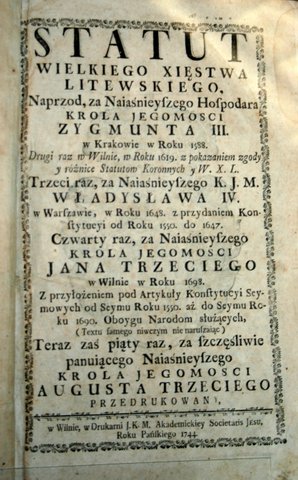 STATUT
WIELKIEGO XIĘSTWA
LITEWSKIEGO,
Naprzod, za Naiaśnieyszego Hospodara
KROLA JEGOMOSCI
ZYGMUNTA III.
w Krakowie w Roku 1588.
Drugi raz w Wilnie, w Roku 1619. z pokazaniem zgody
y rożnice Statutow Koronnych y W. X. L.
Trzeci raz, za Naiaśnieyszego K. J. M.
WŁADYSŁAWA IV.
w Warszawie, w Roku 1648. z przydaniem Kon-
stytucyi od Roku 1550. do 1647.
Czwarty raz, za Naiaśnieyszego
KROLA JEGOMOSCI
JANA TRZECIEGO
w Wilnie w Roku 1698.
Z przyłożeniem pod Artykuły Konstytucyi Sey-
mowych od Seymu Roku 1550. aż do Seymu Ro-
ku 1690. Oboygu Narodom służących,
( Textu samego niwczym nie naruszaiąc )
Teraz zaś piąty raz, za szczęśliwie
panuiącego Naiaśnieyszego
KROLA JEGOMOSCI
AUGUSTA TRZECIEGO
PRZEDRUKOWANY,
w Wilnie, w Drukarni J. K. M. Akademickiey Societatis Jesu,
Roku Pańskiego 1744.